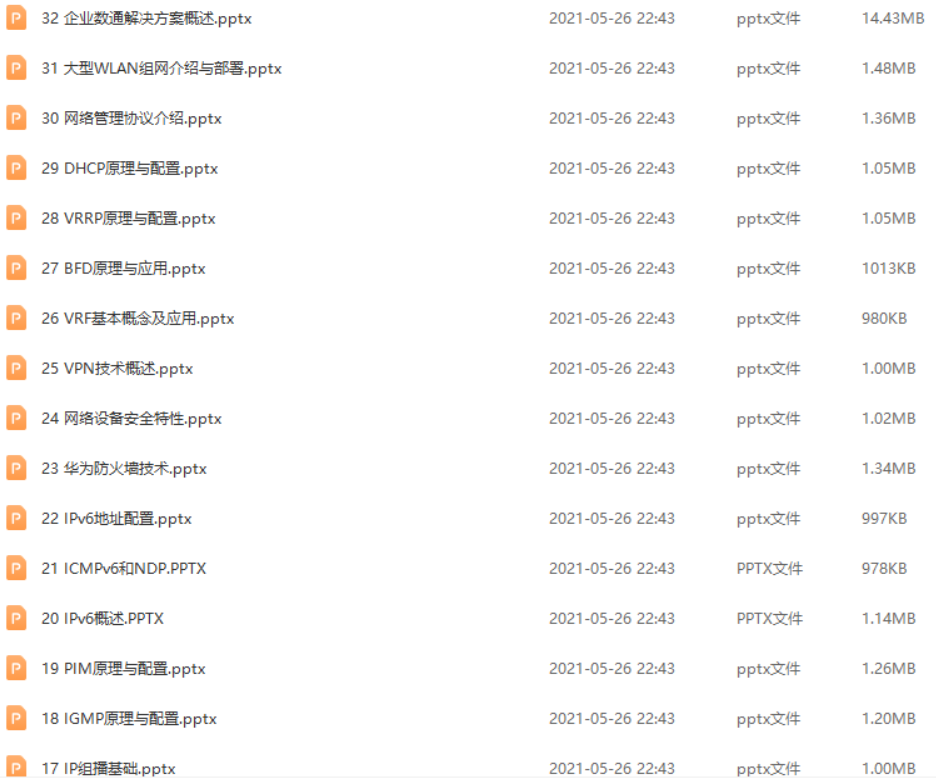 32 企业数通解决方案概述.pptx 2021-05-26 22:43 pptx文件 14.43MB
31 大型WLAN组网介绍与部署.pptx 2021-05-26 22:43 pptx文件 1.48MB
30 网络管理协议介绍.pptx 2021-05-26 22:43 pptx文件 1.36MB
29 DHCP原理与配置.pptx 2021-05-26 22:43 pptx文件 1.05MB
28 VRRP原理与配置.pptx 2021-05-26 22:43 pptx文件 1.05MB
27 BFD原理与应用.pptx 2021-05-26 22:43 pptx文件 1013KB
26 VRF基本概念及应用.pptx 2021-05-26 22:43 pptx文件 980KB
25 VPN技术概述.pptx 2021-05-26 22:43 pptx文件 1.00MB
24 网络设备安全特性.pptx 2021-05-26 22:43 pptx文件 1.02MB
23 华为防火墙技术.pptx 2021-05-26 22:43 pptx文件 1.34MB
22 IPv6地址配置.pptx 2021-05-26 22:43 pptx文件 997KB
21 ICMPv6和NDP.PPTX 2021-05-26 22:43 PPTX文件 978KB
20 IPv6概述.PPTX 2021-05-26 22:43 PPTX文件 1.14MB
19 PIM原理与配置.pptx 2021-05-26 22:43 pptx文件 1.26MB
18 IGMP原理与配置.pptx 2021-05-26 22:43 pptx文件 1.20MB
17 IP组播基础.pptx 2021-05-26 22:43 pptx文件 1.00MB